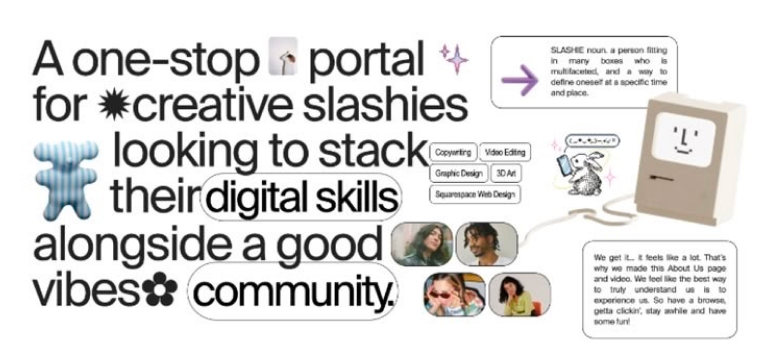 A one-stop portal
for creative slashies
looking to stack
their digital skills
alongside a good
vibes community.
SLASHIE noun. a person fitting
in many boxes who is
multifaceted, and a way to
define oneself at a specific time
and place.
Copywriting
Video Editing
Graphic Design
3D Art
Squarespace Web Design
We get it... it feels like a lot. That's
why we made this About Us page
and video. We feel like the best way
to truly understand us is to
experience us. So have a browse,
getta clickin', stay awhile and have
some fun!